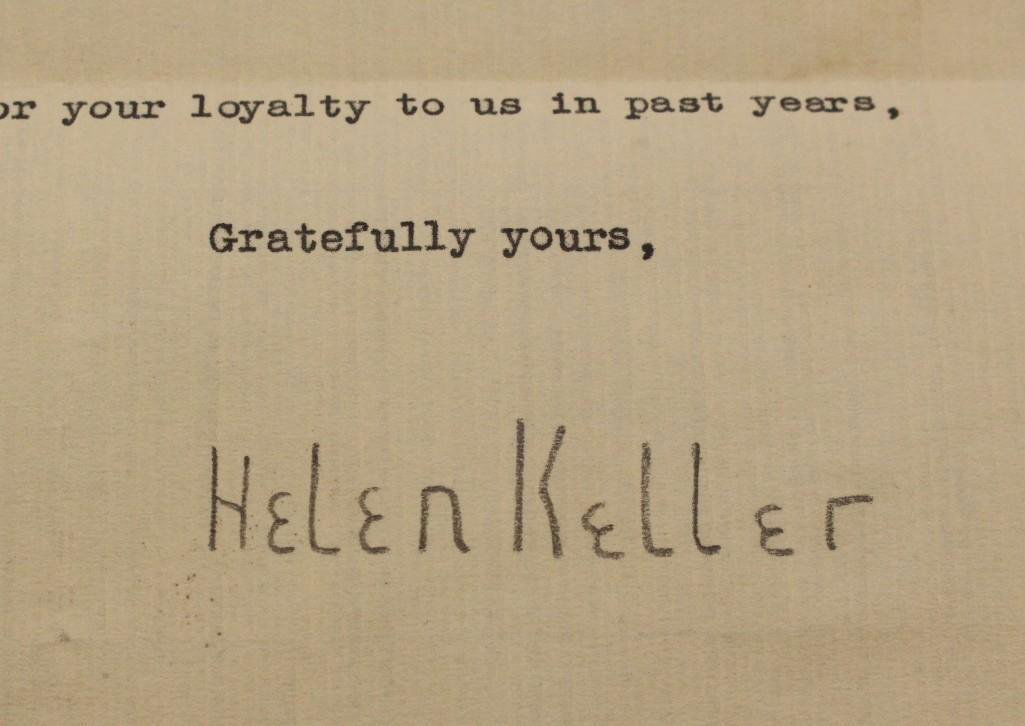 or your loyalty to us in past years,
Gratefully yours,
Helen Keller